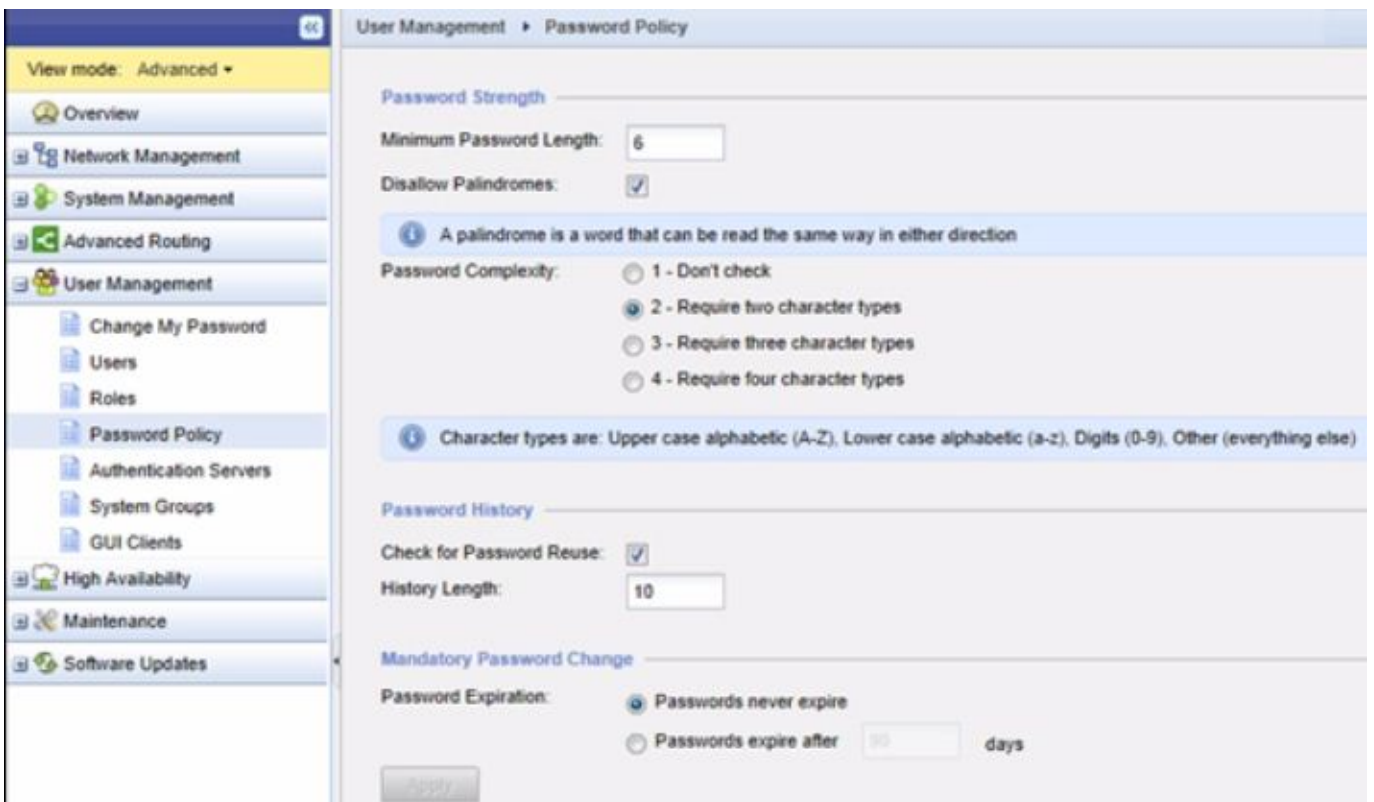 View mode: Advanced
Overview
Network Management
System Management
Advanced Routing
User Management
Change My Password
Users
Roles
Password Policy
Authentication Servers
System Groups
GUI Clients
High Availability
Maintenance
Software Updates
User Management Password Policy
Password Strength
Minimum Password Length: 6
Disallow Palindromes:
A palindrome is a word that can be read the same way in either direction
Password Complexity: 1 - Don't check
2 - Require two character types
3 - Require three character types
4 - Require four character types
Character types are: Upper case alphabetic (A-Z), Lower case alphabetic (a-z), Digits (0-9), Other (everything else)
Password History
Check for Password Reuse:
History Length: 10
Mandatory Password Change
Password Expiration: Passwords never expire
Passwords expire after days
Apply